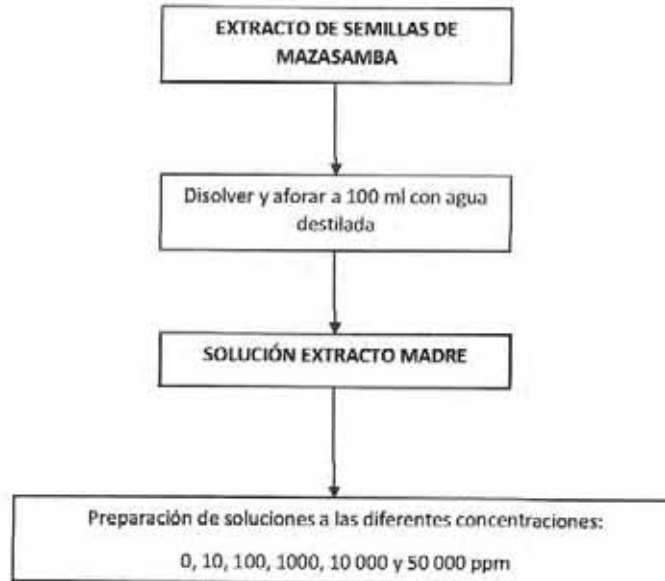 EXTRACTO DE SEMILLAS DE
MAZASAMBA
Disolver y aforar a 100 ml con agua
destilada
SOLUCIÓN EXTRACTO MADRE
Preparación de soluciones a las diferentes concentraciones:
0, 10, 100, 1000, 10 000 y 50 000 ppm